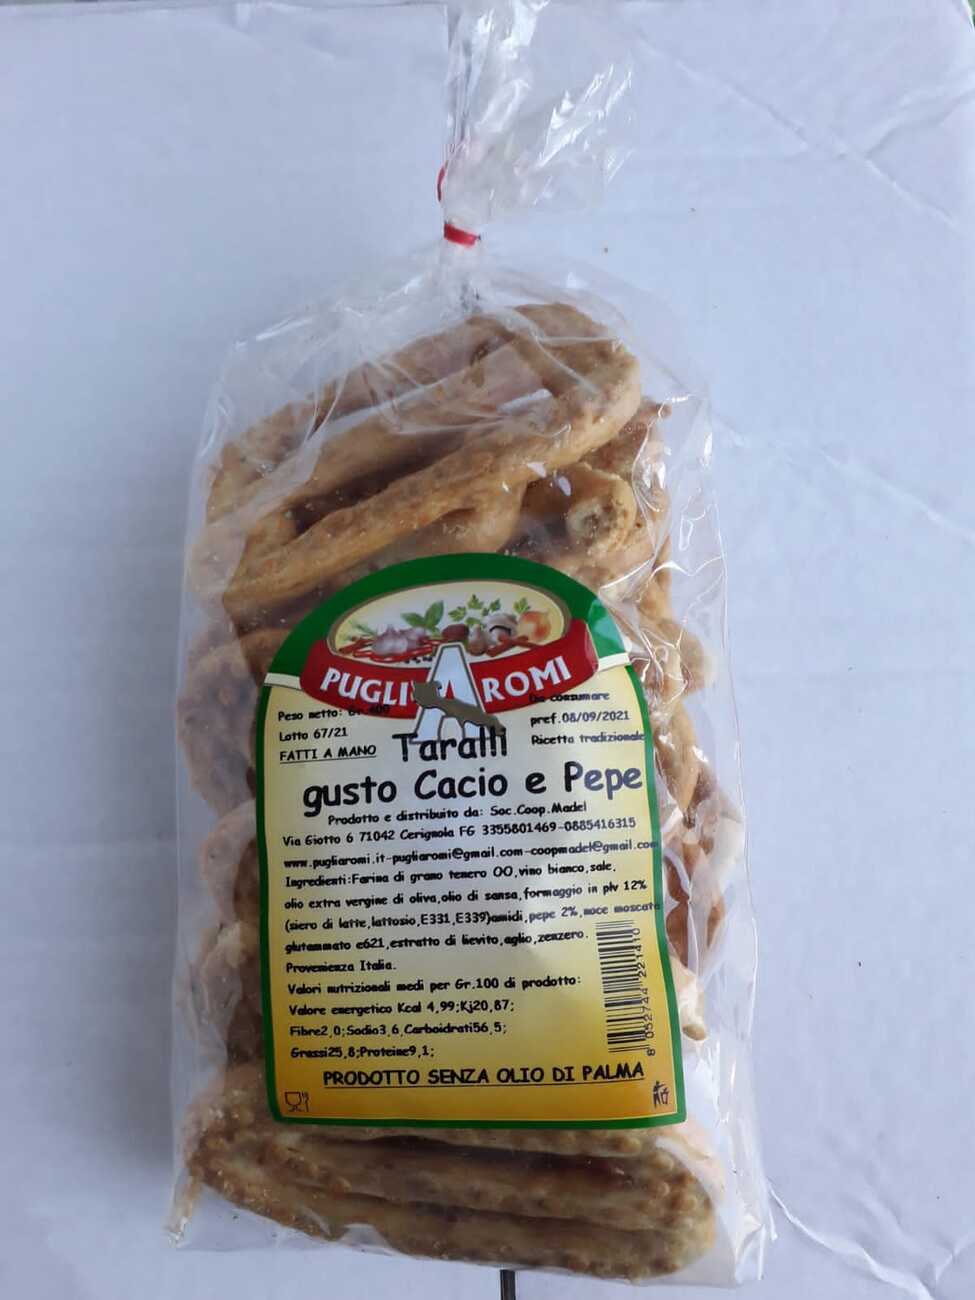 PUGLIAROMI
Peso netto: Gr.400
Lotto 67/21
FATTI A MANO
Da consumare
pref.08/09/2021
Ricetta tradizionale
Taralli
gusto Cacio e Pepe
Prodotto e distribuito da: Soc.Coop.Madel
Via Giotto 6 71042 Cerignola FG 3355801469-0885416315
www.pugliaromi.it-pugliaromi@gmail.com-coopmadel@gmail.com
Ingredienti:Farina di grano tenero 00,vino bianco,sale,
olio extra vergine di oliva,olio di sansa,formaggio in plv 12%
(siero di latte,lattosio,E331,E339)amidi,pepe 2%,noce moscata
glutammato e621,estratto di lievito,aglio,zenzero.
Provenienza Italia.
Valori nutrizionali medi per Gr.100 di prodotto:
Valore energetico Kcal 4,99;Kj20,87;
Fibre2,0;Sodio3,6,Carboidrati56,5;
Grassi25,8;Proteine9,1;
PRODOTTO SENZA OLIO DI PALMA
8 052744 221410